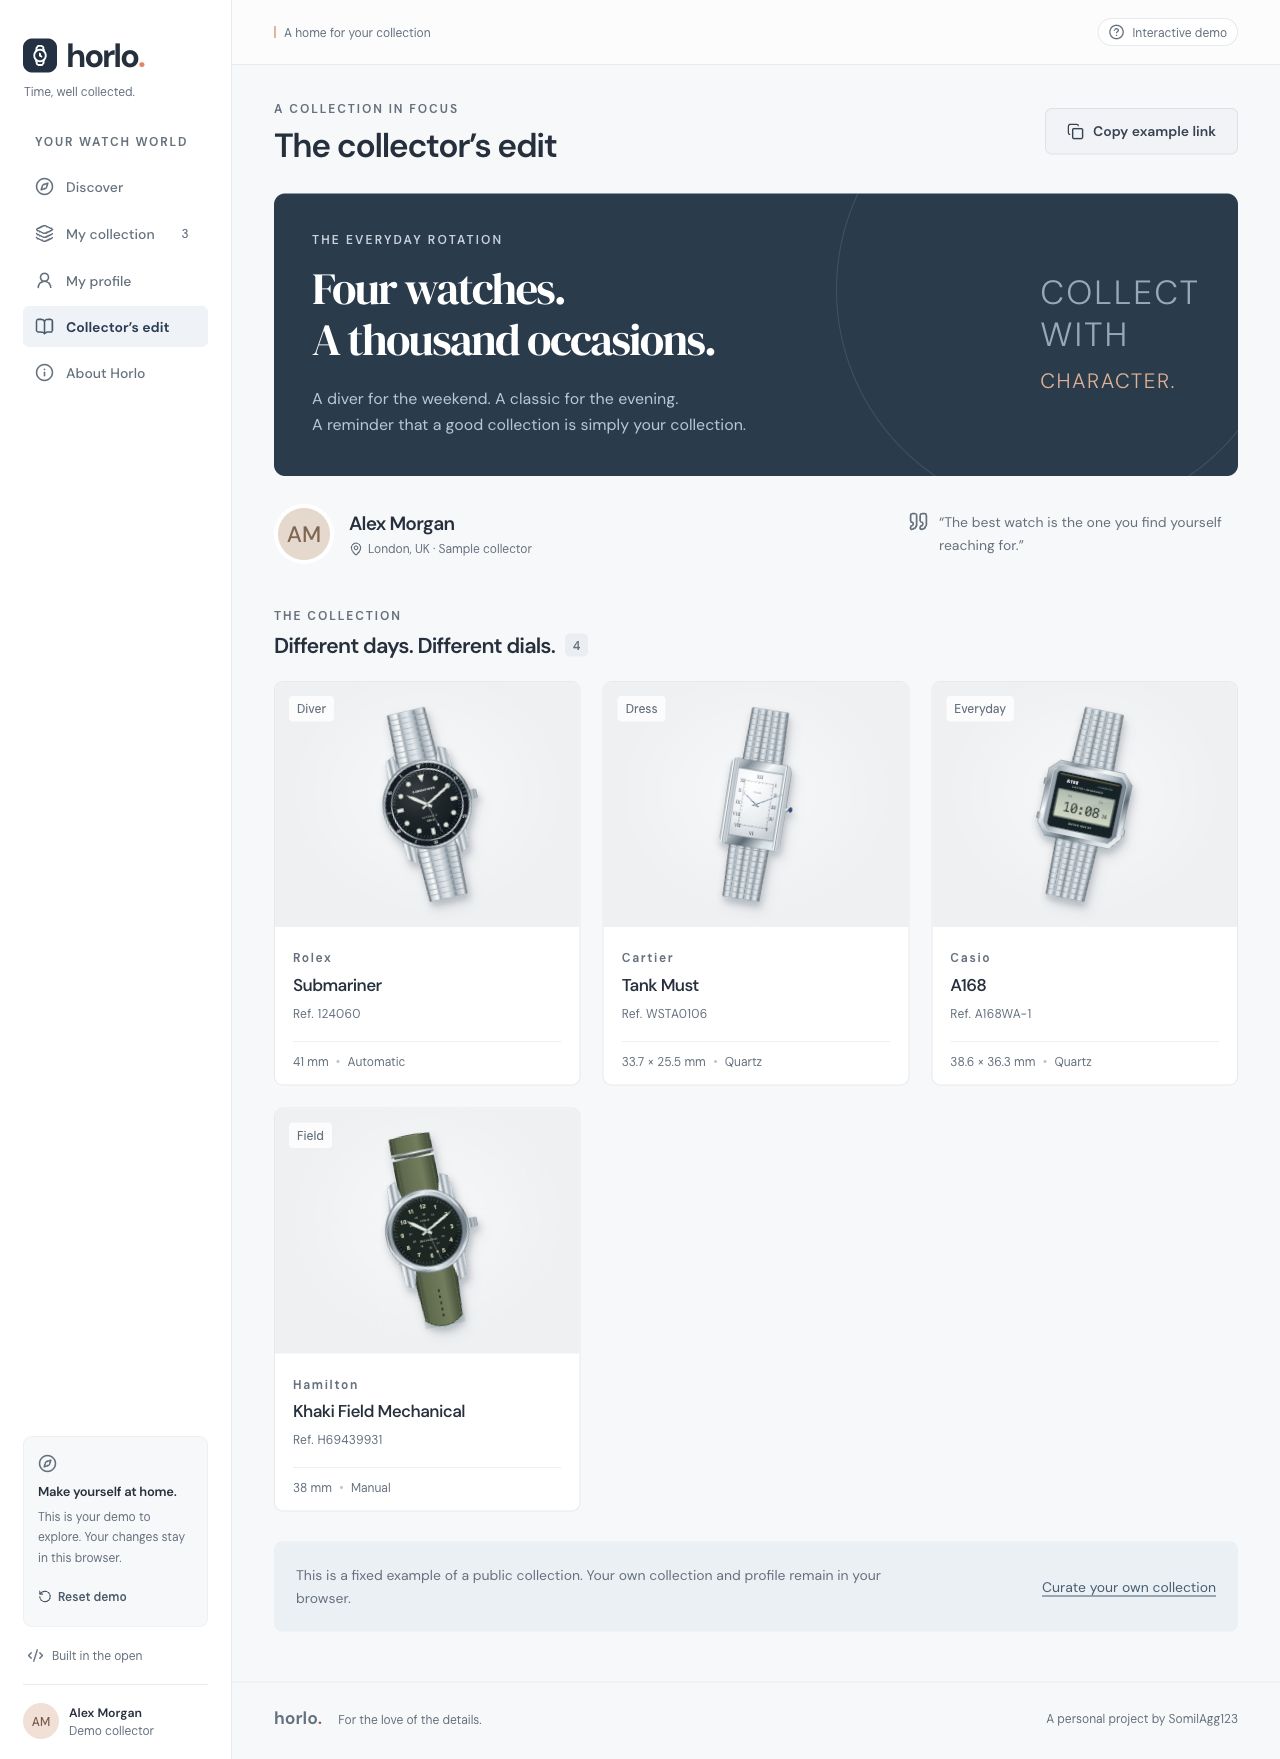 horlo.
Time, well collected.
YOUR WATCH WORLD
Discover
My collection 3
My profile
Collector’s edit
About Horlo
Make yourself at home.
This is your demo to
explore. Your changes stay
in this browser.
Reset demo
Built in the open
AM
Alex Morgan
Demo collector
A home for your collection
Interactive demo
A COLLECTION IN FOCUS
The collector’s edit
Copy example link
THE EVERYDAY ROTATION
Four watches.
A thousand occasions.
A diver for the weekend. A classic for the evening.
A reminder that a good collection is simply your collection.
COLLECT
WITH
CHARACTER.
AM
Alex Morgan
London, UK · Sample collector
“The best watch is the one you find yourself
reaching for.”
THE COLLECTION
Different days. Different dials. 4
Diver
Rolex
Submariner
Ref. 124060
41 mm • Automatic
Dress
Cartier
Tank Must
Ref. WSTA0106
33.7 × 25.5 mm • Quartz
Everyday
10:08
Casio
A168
Ref. A168WA-1
38.6 × 36.3 mm • Quartz
Field
Hamilton
Khaki Field Mechanical
Ref. H69439931
38 mm • Manual
This is a fixed example of a public collection. Your own collection and profile remain in your
browser.
Curate your own collection
horlo.
For the love of the details.
A personal project by SomilAgg123